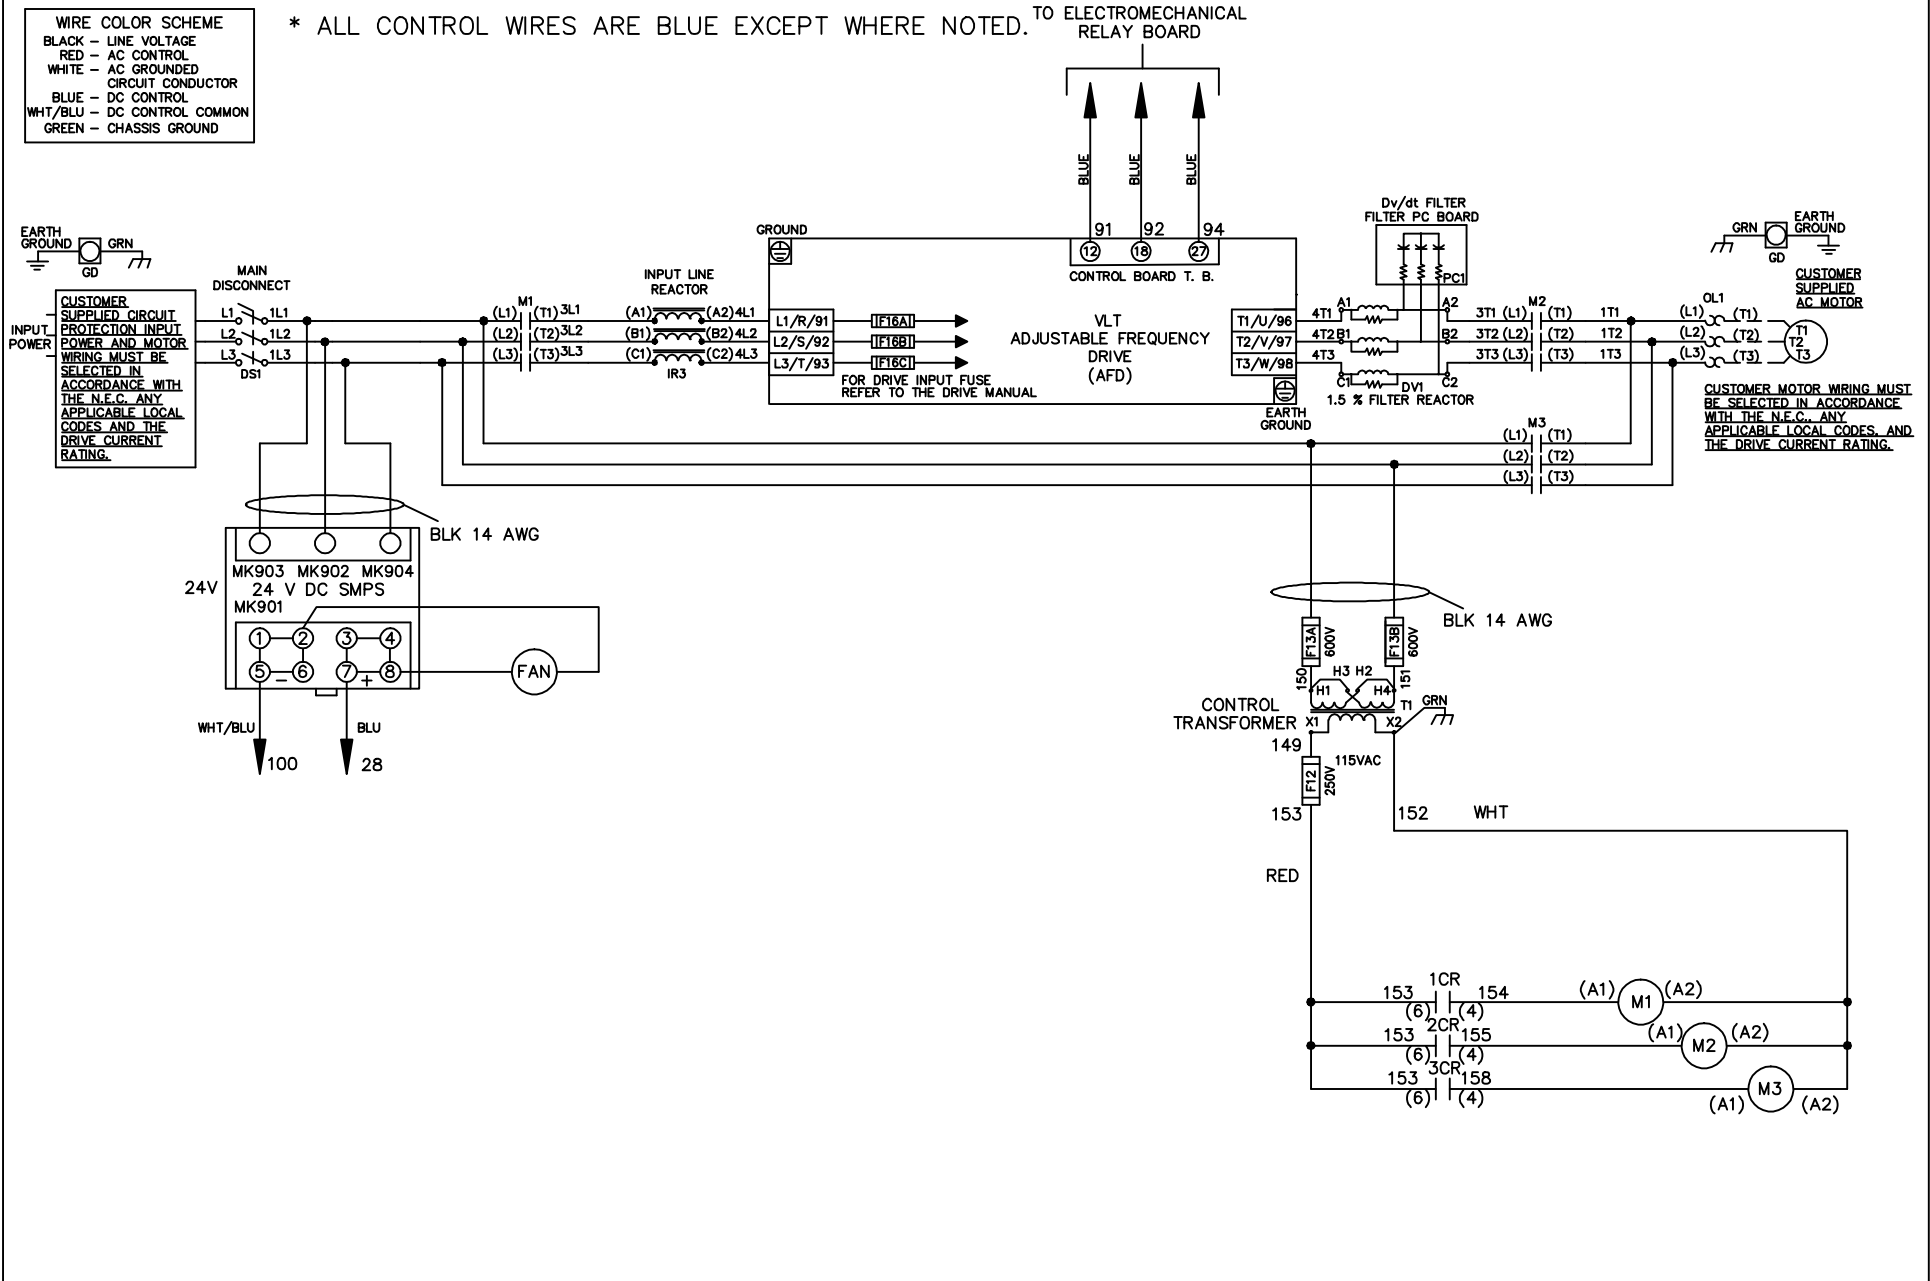 WIRE COLOR SCHEME
BLACK – LINE VOLTAGE
RED – AC CONTROL
WHITE – AC GROUNDED
CIRCUIT CONDUCTOR
BLUE – DC CONTROL
WHT/BLU – DC CONTROL COMMON
GREEN – CHASSIS GROUND
* ALL CONTROL WIRES ARE BLUE EXCEPT WHERE NOTED.
TO ELECTROMECHANICAL
RELAY BOARD
BLUE
BLUE
BLUE
91 92 94
12 18 27
CONTROL BOARD T. B.
EARTH
GROUND
GRN
GD
INPUT
POWER
CUSTOMER
SUPPLIED CIRCUIT
PROTECTION INPUT
POWER AND MOTOR
WIRING MUST BE
SELECTED IN
ACCORDANCE WITH
THE N.E.C. ANY
APPLICABLE LOCAL
CODES AND THE
DRIVE CURRENT
RATING.
MAIN
DISCONNECT
L1 1L1
L2 1L2
L3 1L3
DS1
M1
(L1) (T1) 3L1
(L2) (T2) 3L2
(L3) (T3) 3L3
INPUT LINE
REACTOR
(A1) (A2) 4L1
(B1) (B2) 4L2
(C1) (C2) 4L3
IR3
GROUND
L1/R/91
L2/S/92
L3/T/93
F16A
F16B
F16C
FOR DRIVE INPUT FUSE
REFER TO THE DRIVE MANUAL
VLT
ADJUSTABLE FREQUENCY
DRIVE
(AFD)
T1/U/96
T2/V/97
T3/W/98
EARTH
GROUND
Dv/dt FILTER
FILTER PC BOARD
PC1
4T1 A1 A2
4T2 B1 B2
4T3 C1 C2
DV1
1.5 % FILTER REACTOR
M2
3T1 (L1) (T1) 1T1
3T2 (L2) (T2) 1T2
3T3 (L3) (T3) 1T3
OL1
(L1) (T1)
(L2) (T2)
(L3) (T3)
T1
T2
T3
GRN
GD
EARTH
GROUND
CUSTOMER
SUPPLIED
AC MOTOR
CUSTOMER MOTOR WIRING MUST
BE SELECTED IN ACCORDANCE
WITH THE N.E.C., ANY
APPLICABLE LOCAL CODES, AND
THE DRIVE CURRENT RATING.
M3
(L1) (T1)
(L2) (T2)
(L3) (T3)
BLK 14 AWG
MK903 MK902 MK904
24V
24 V DC SMPS
MK901
1 2 3 4
5 – 6 7 + 8
FAN
WHT/BLU
BLU
100
28
BLK 14 AWG
F13A
600V
F13B
600V
150
151
H3 H2
H1 H4
T1
GRN
CONTROL
TRANSFORMER
X1 X2
149
115VAC
F12
250V
153
152
WHT
RED
1CR
153 154
(6) (4)
(A1) M1 (A2)
2CR
153 155
(6) (4)
(A1) M2 (A2)
3CR
153 158
(6) (4)
(A1) M3 (A2)